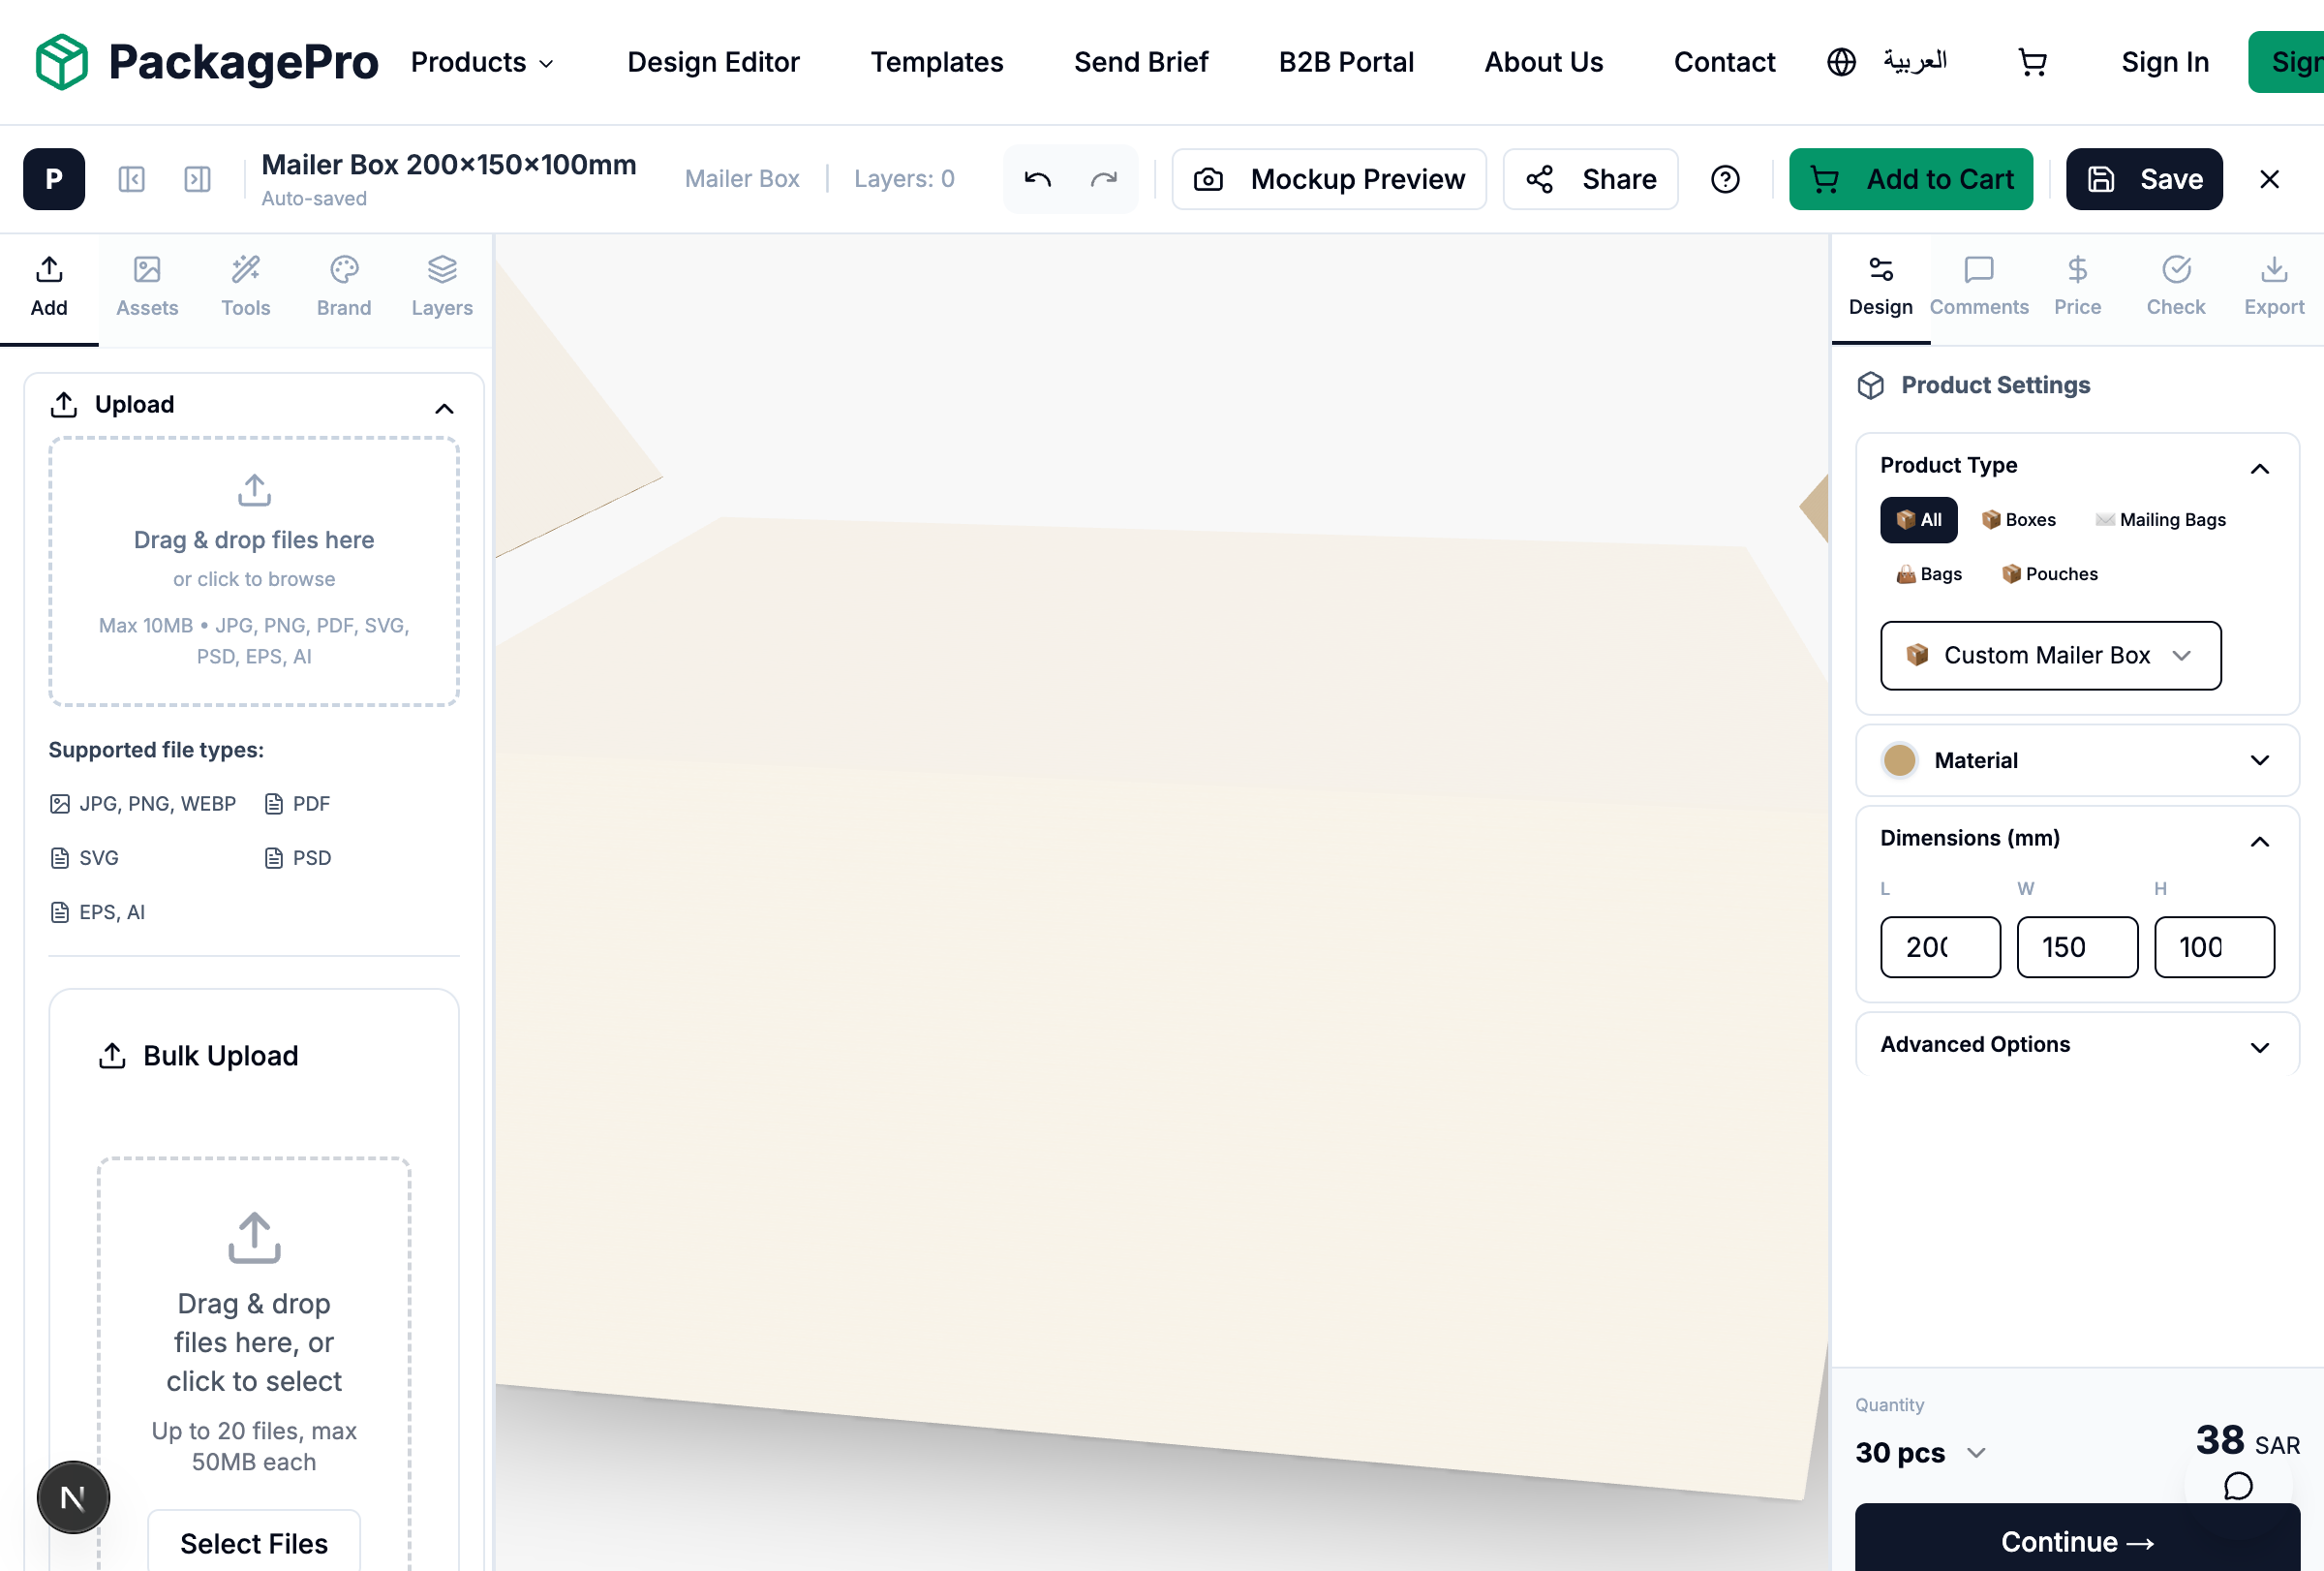 PackagePro
Products
Design Editor
Templates
Send Brief
B2B Portal
About Us
Contact
العربية
Sign In
Sign
P
Mailer Box 200×150×100mm
Auto-saved
Mailer Box
Layers: 0
Mockup Preview
Share
Add to Cart
Save
Add
Assets
Tools
Brand
Layers
Upload
Drag & drop files here
or click to browse
Max 10MB • JPG, PNG, PDF, SVG,
PSD, EPS, AI
Supported file types:
JPG, PNG, WEBP
PDF
SVG
PSD
EPS, AI
Bulk Upload
Drag & drop
files here, or
click to select
Up to 20 files, max
50MB each
Select Files
N
Design
Comments
Price
Check
Export
Product Settings
Product Type
All
Boxes
Mailing Bags
Bags
Pouches
Custom Mailer Box
Material
Dimensions (mm)
L
W
H
200
150
100
Advanced Options
Quantity
30 pcs
38 SAR
Continue →